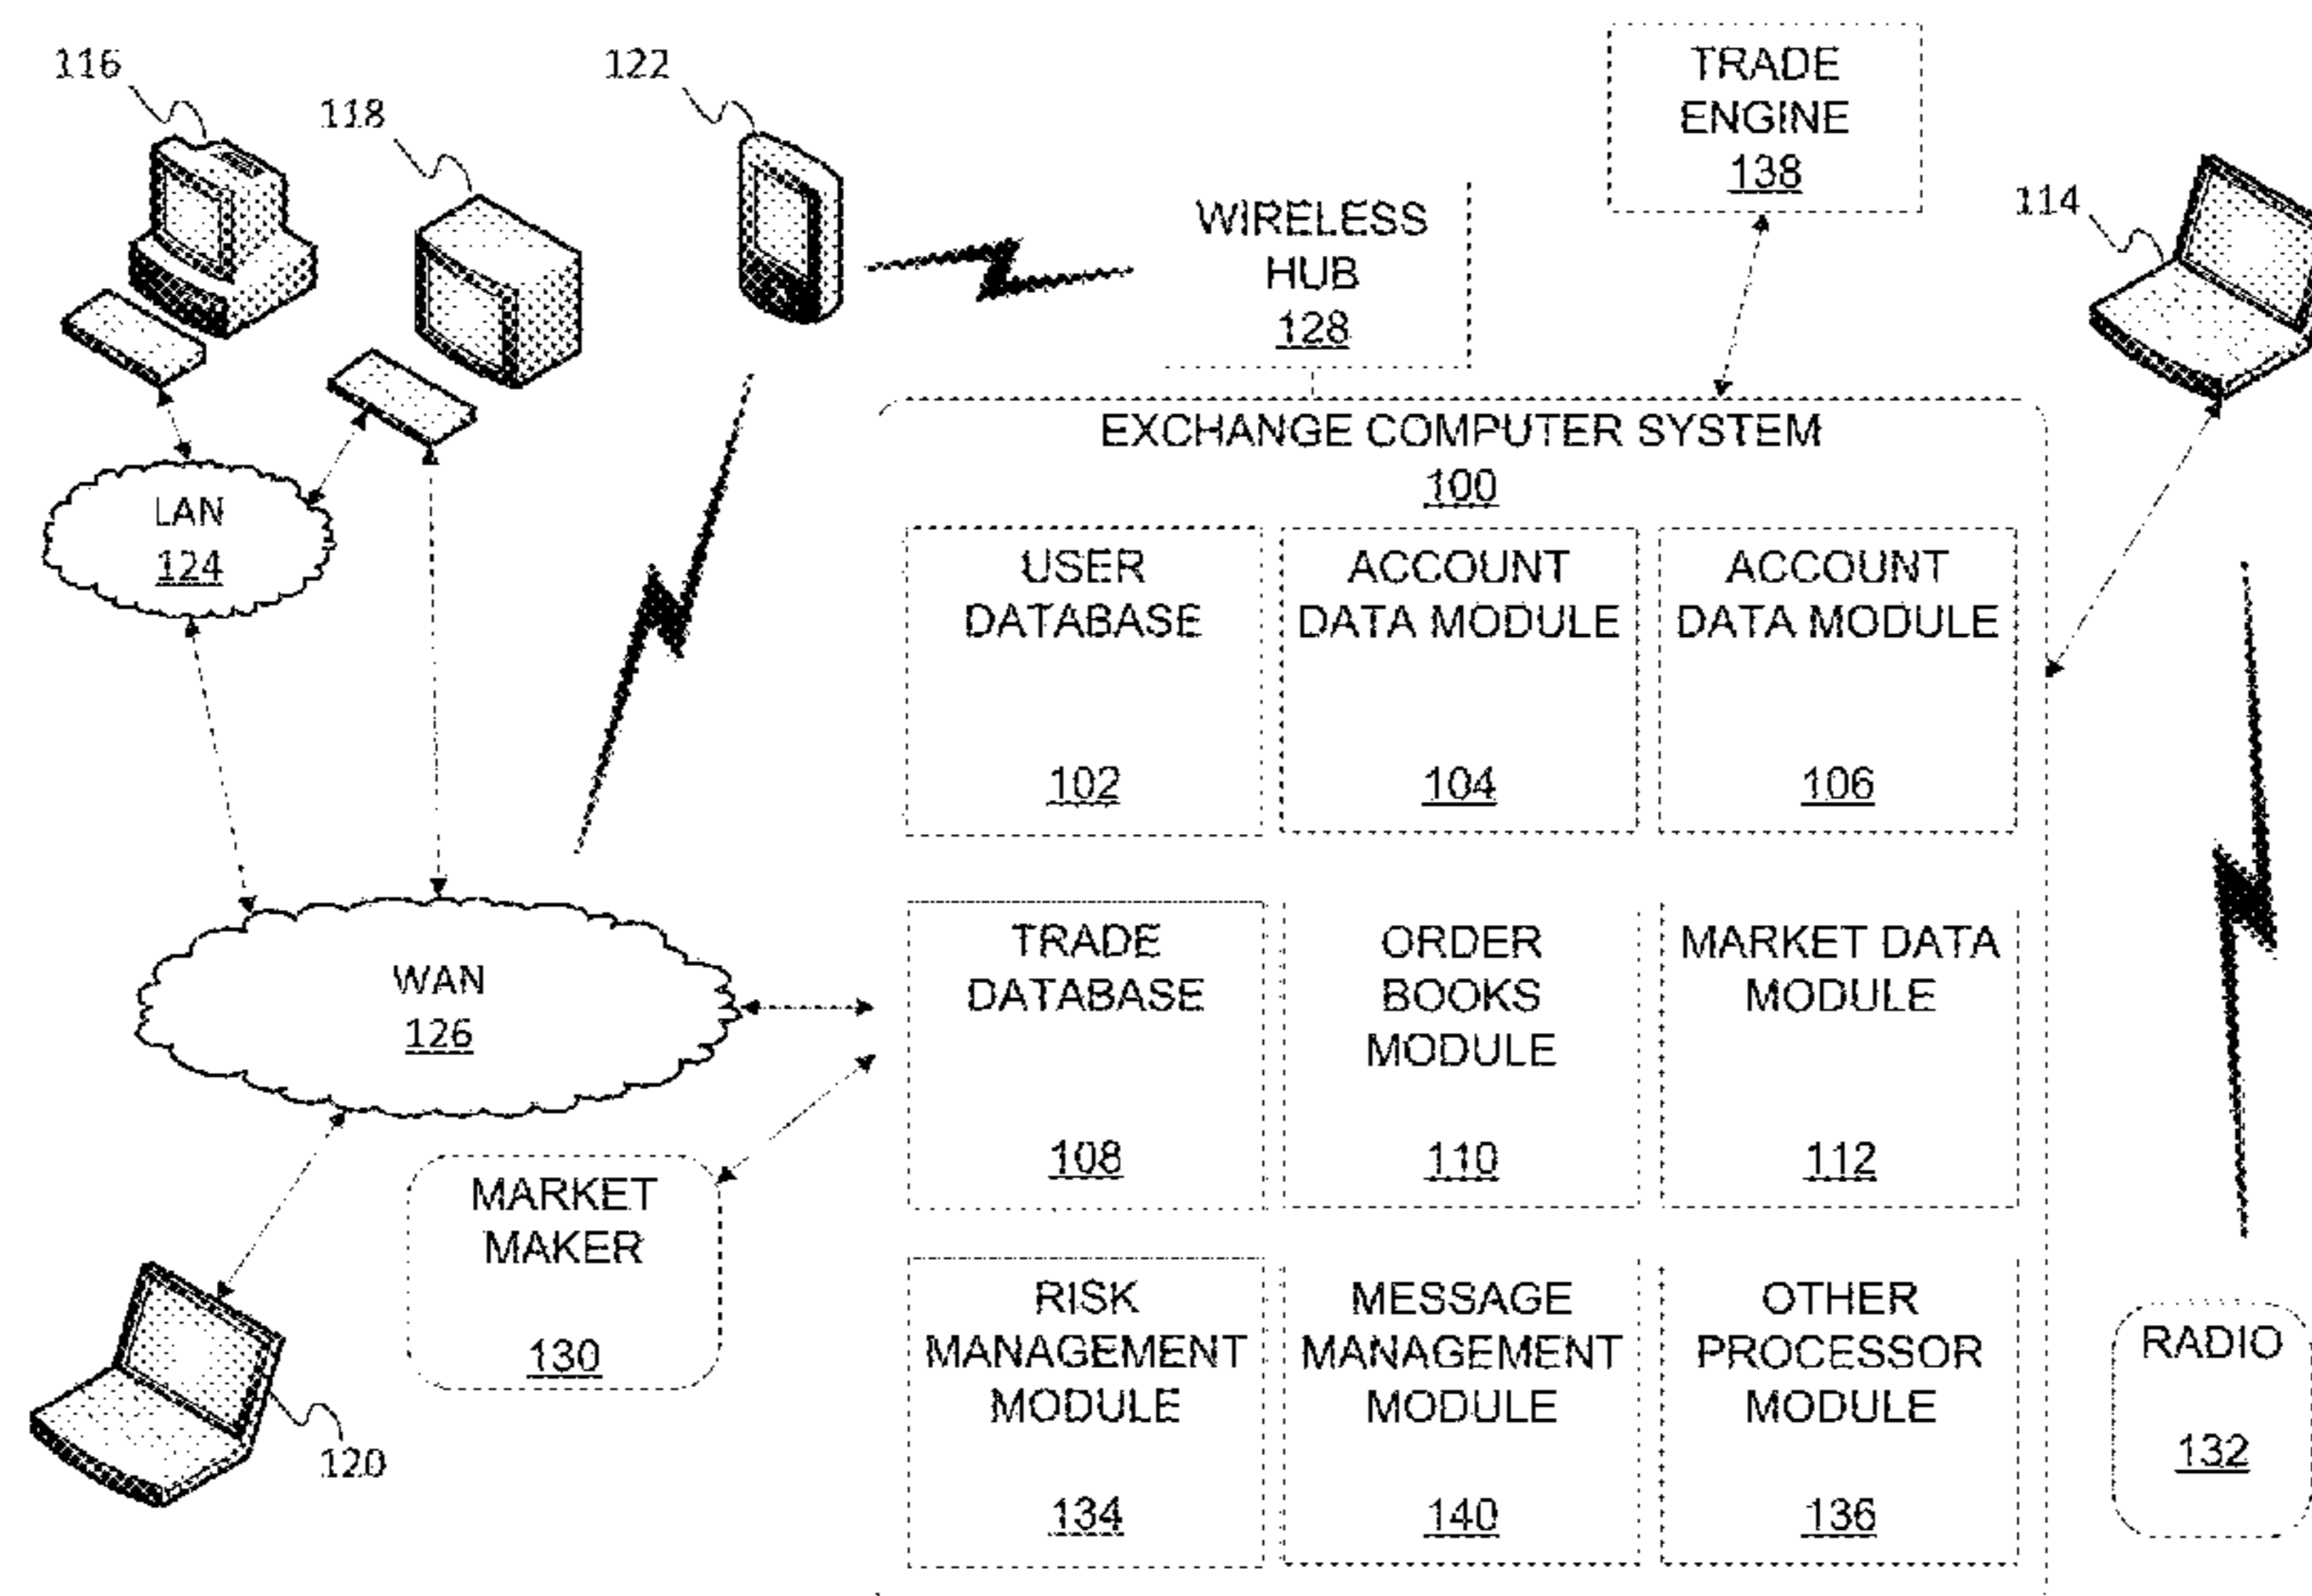 116
118
122
TRADE
ENGINE
138
114
WIRELESS
HUB
128
EXCHANGE COMPUTER SYSTEM
100
LAN
124
USER
DATABASE
102
ACCOUNT
DATA MODULE
104
ACCOUNT
DATA MODULE
106
WAN
126
TRADE
DATABASE
108
ORDER
BOOKS
MODULE
110
MARKET DATA
MODULE
112
MARKET
MAKER
130
120
RISK
MANAGEMENT
MODULE
134
MESSAGE
MANAGEMENT
MODULE
140
OTHER
PROCESSOR
MODULE
136
RADIO
132